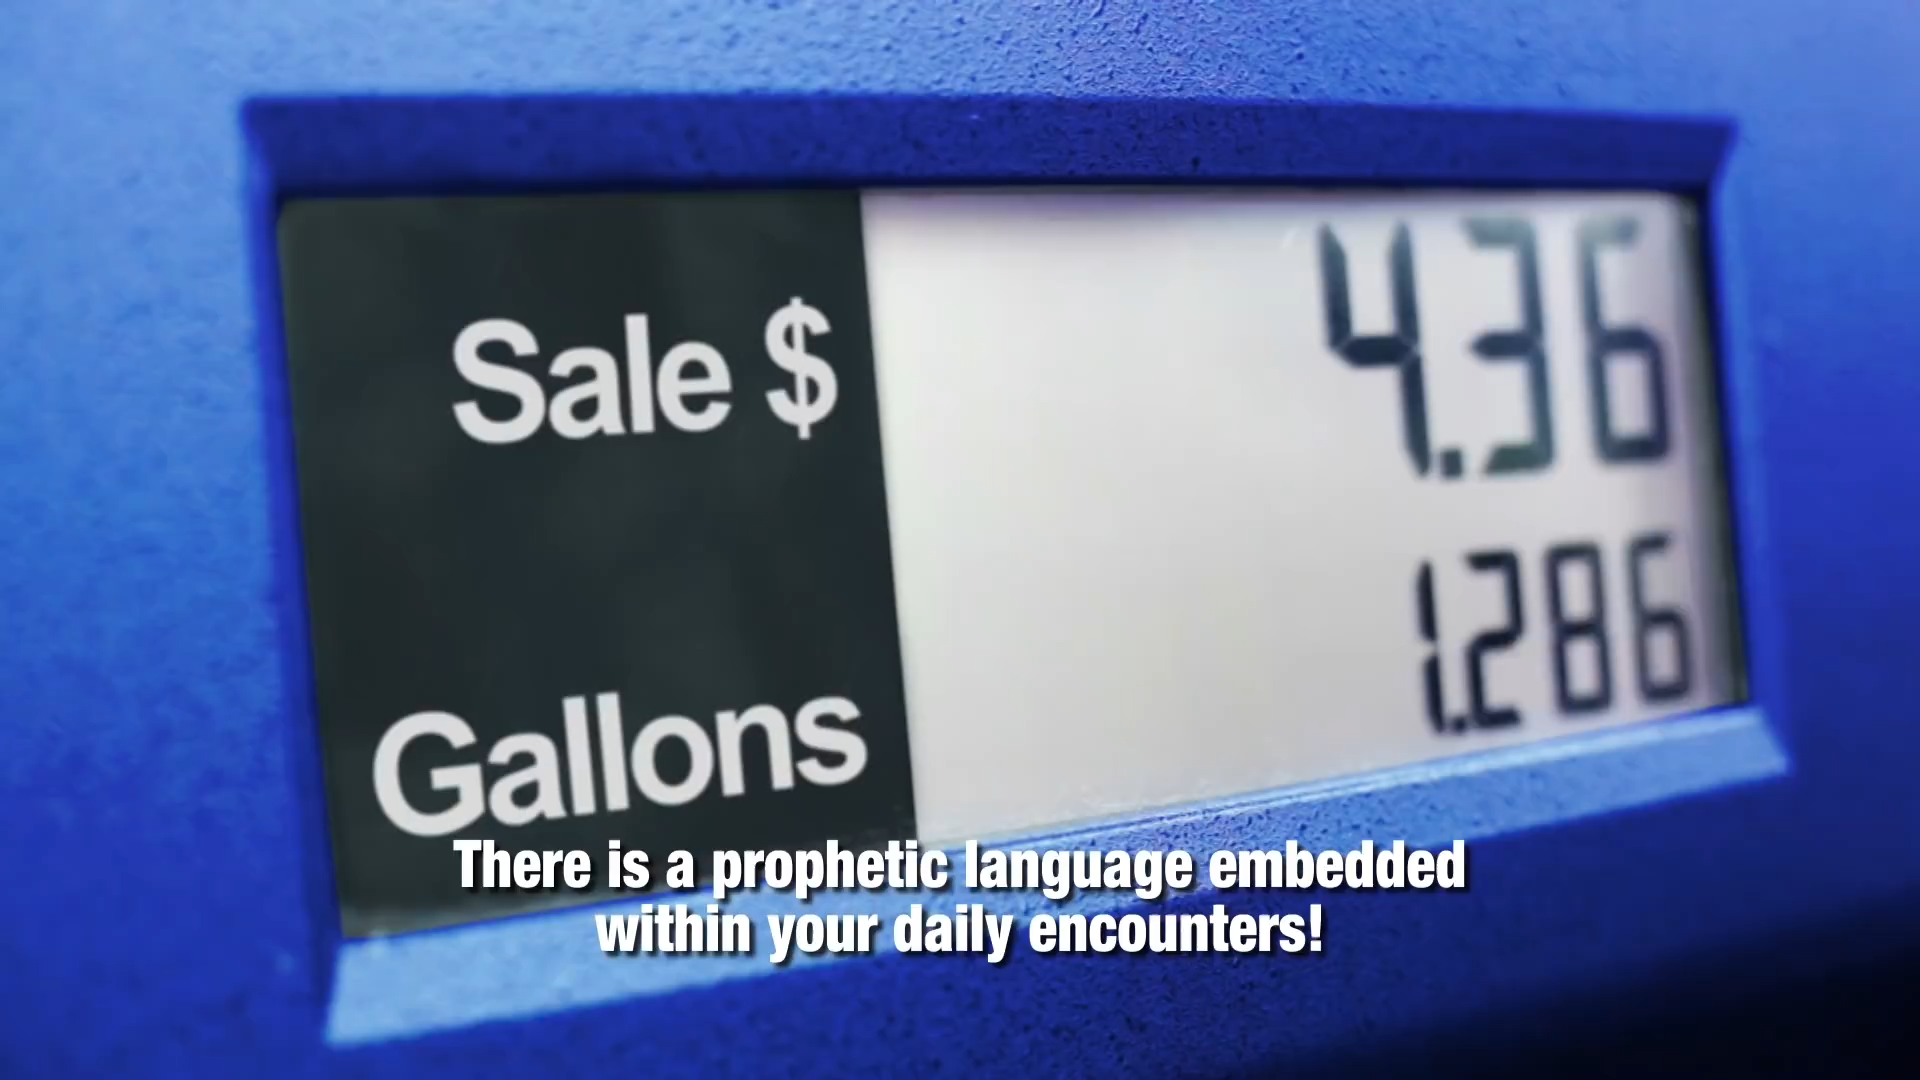 Sale $ 4.36
Gallons 1.286
There is a prophetic language embedded
within your daily encounters!